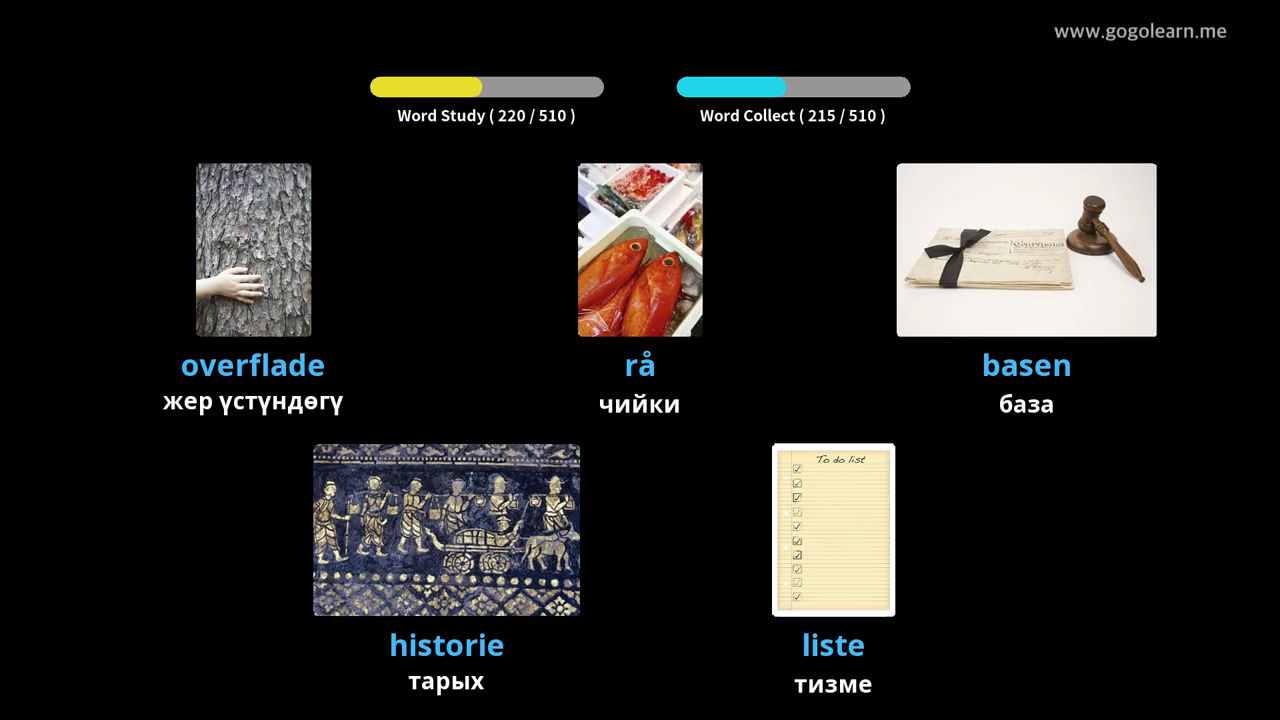 www.gogolearn.me
Word Study ( 220 / 510 )
Word Collect ( 215 / 510 )
overflade
жер үстүндөгү
rå
чийки
basen
база
To do list
historie
тарых
liste
тизме